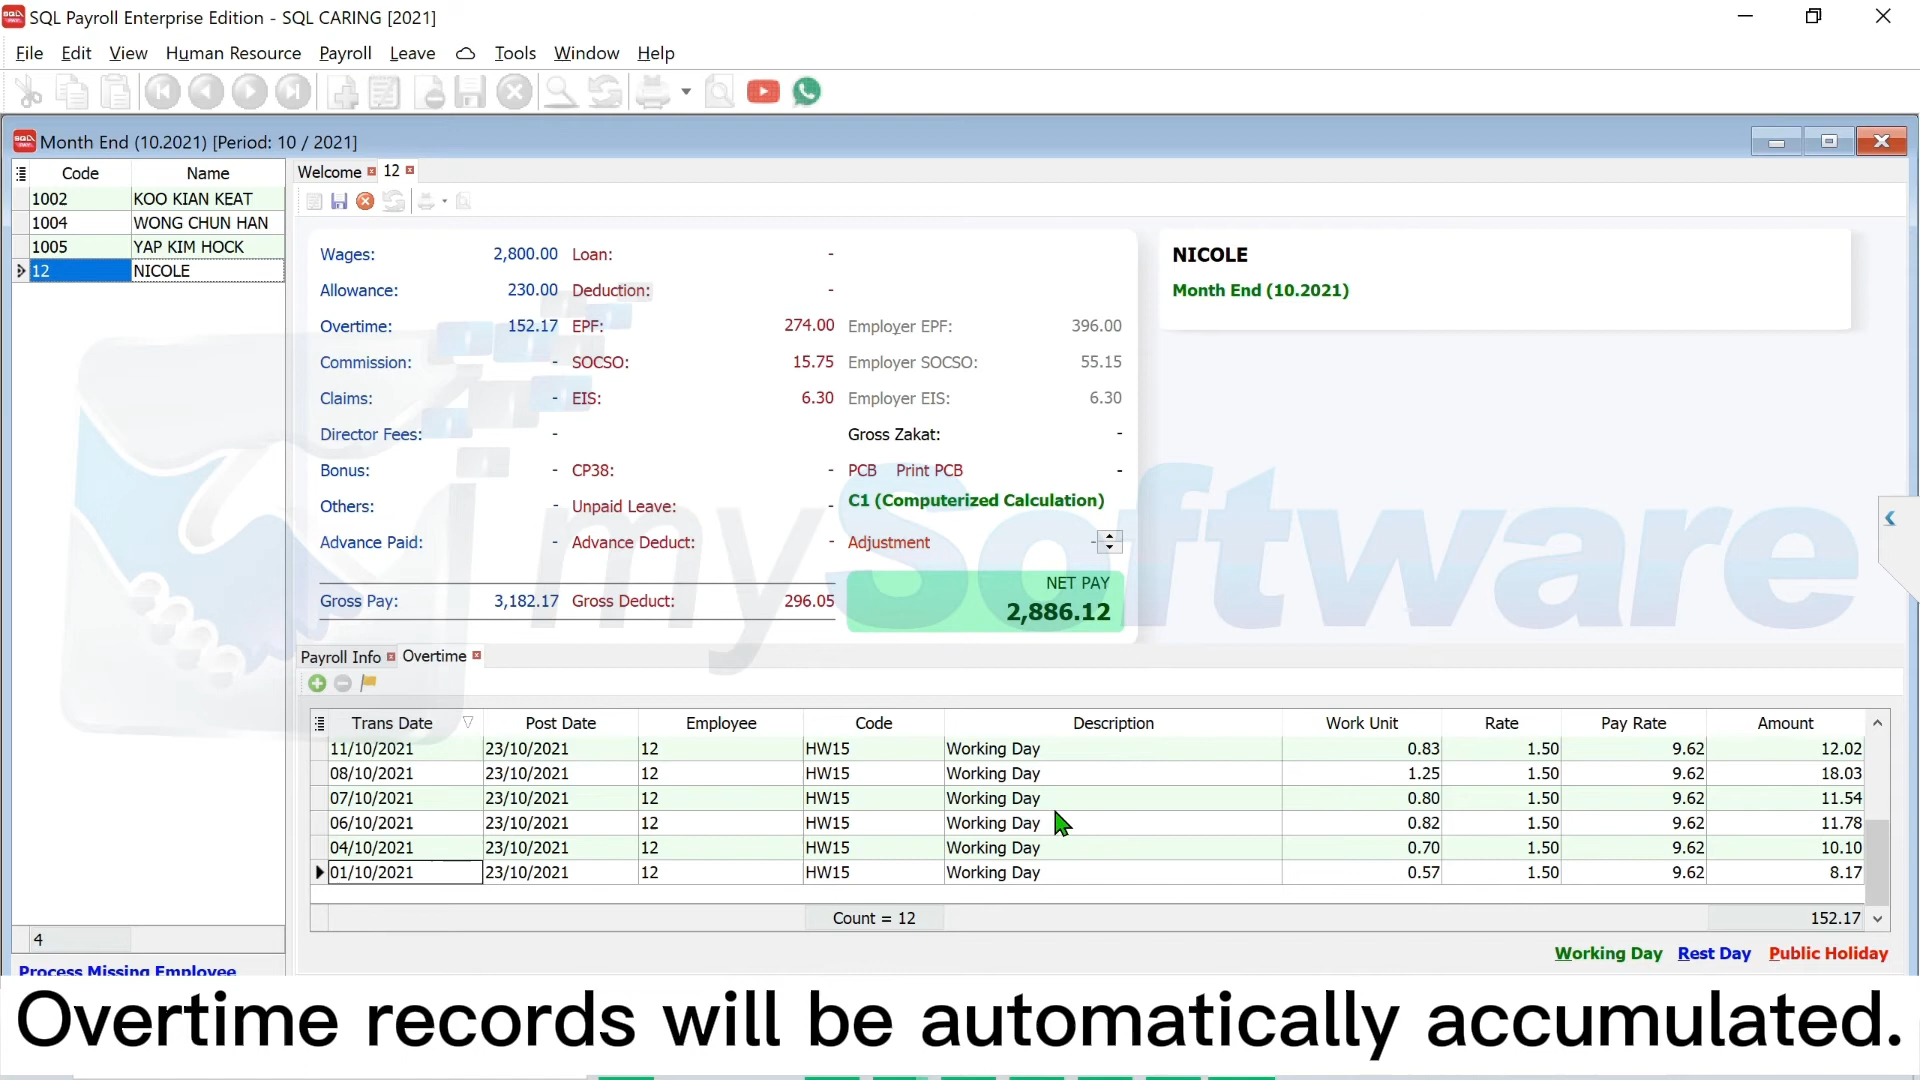 SQL Payroll Enterprise Edition - SQL CARING [2021]
File Edit View Human Resource Payroll Leave Tools Window Help
Month End (10.2021) [Period: 10 / 2021]
Code Name
1002 KOO KIAN KEAT
1004 WONG CHUN HAN
1005 YAP KIM HOCK
12 NICOLE
4
Process Missing Employee
Welcome 12
Wages: 2,800.00 Loan: -
Allowance: 230.00 Deduction: -
Overtime: 152.17 EPF: 274.00 Employer EPF: 396.00
Commission: - SOCSO: 15.75 Employer SOCSO: 55.15
Claims: - EIS: 6.30 Employer EIS: 6.30
Director Fees: - Gross Zakat: -
Bonus: - CP38: - PCB Print PCB -
Others: - Unpaid Leave: - C1 (Computerized Calculation)
Advance Paid: - Advance Deduct: - Adjustment -
NET PAY
Gross Pay: 3,182.17 Gross Deduct: 296.05 2,886.12
NICOLE
Month End (10.2021)
mySoftware
Payroll Info Overtime
Trans Date Post Date Employee Code Description Work Unit Rate Pay Rate Amount
11/10/2021 23/10/2021 12 HW15 Working Day 0.83 1.50 9.62 12.02
08/10/2021 23/10/2021 12 HW15 Working Day 1.25 1.50 9.62 18.03
07/10/2021 23/10/2021 12 HW15 Working Day 0.80 1.50 9.62 11.54
06/10/2021 23/10/2021 12 HW15 Working Day 0.82 1.50 9.62 11.78
04/10/2021 23/10/2021 12 HW15 Working Day 0.70 1.50 9.62 10.10
01/10/2021 23/10/2021 12 HW15 Working Day 0.57 1.50 9.62 8.17
Count = 12 152.17
Working Day Rest Day Public Holiday
Overtime records will be automatically accumulated.